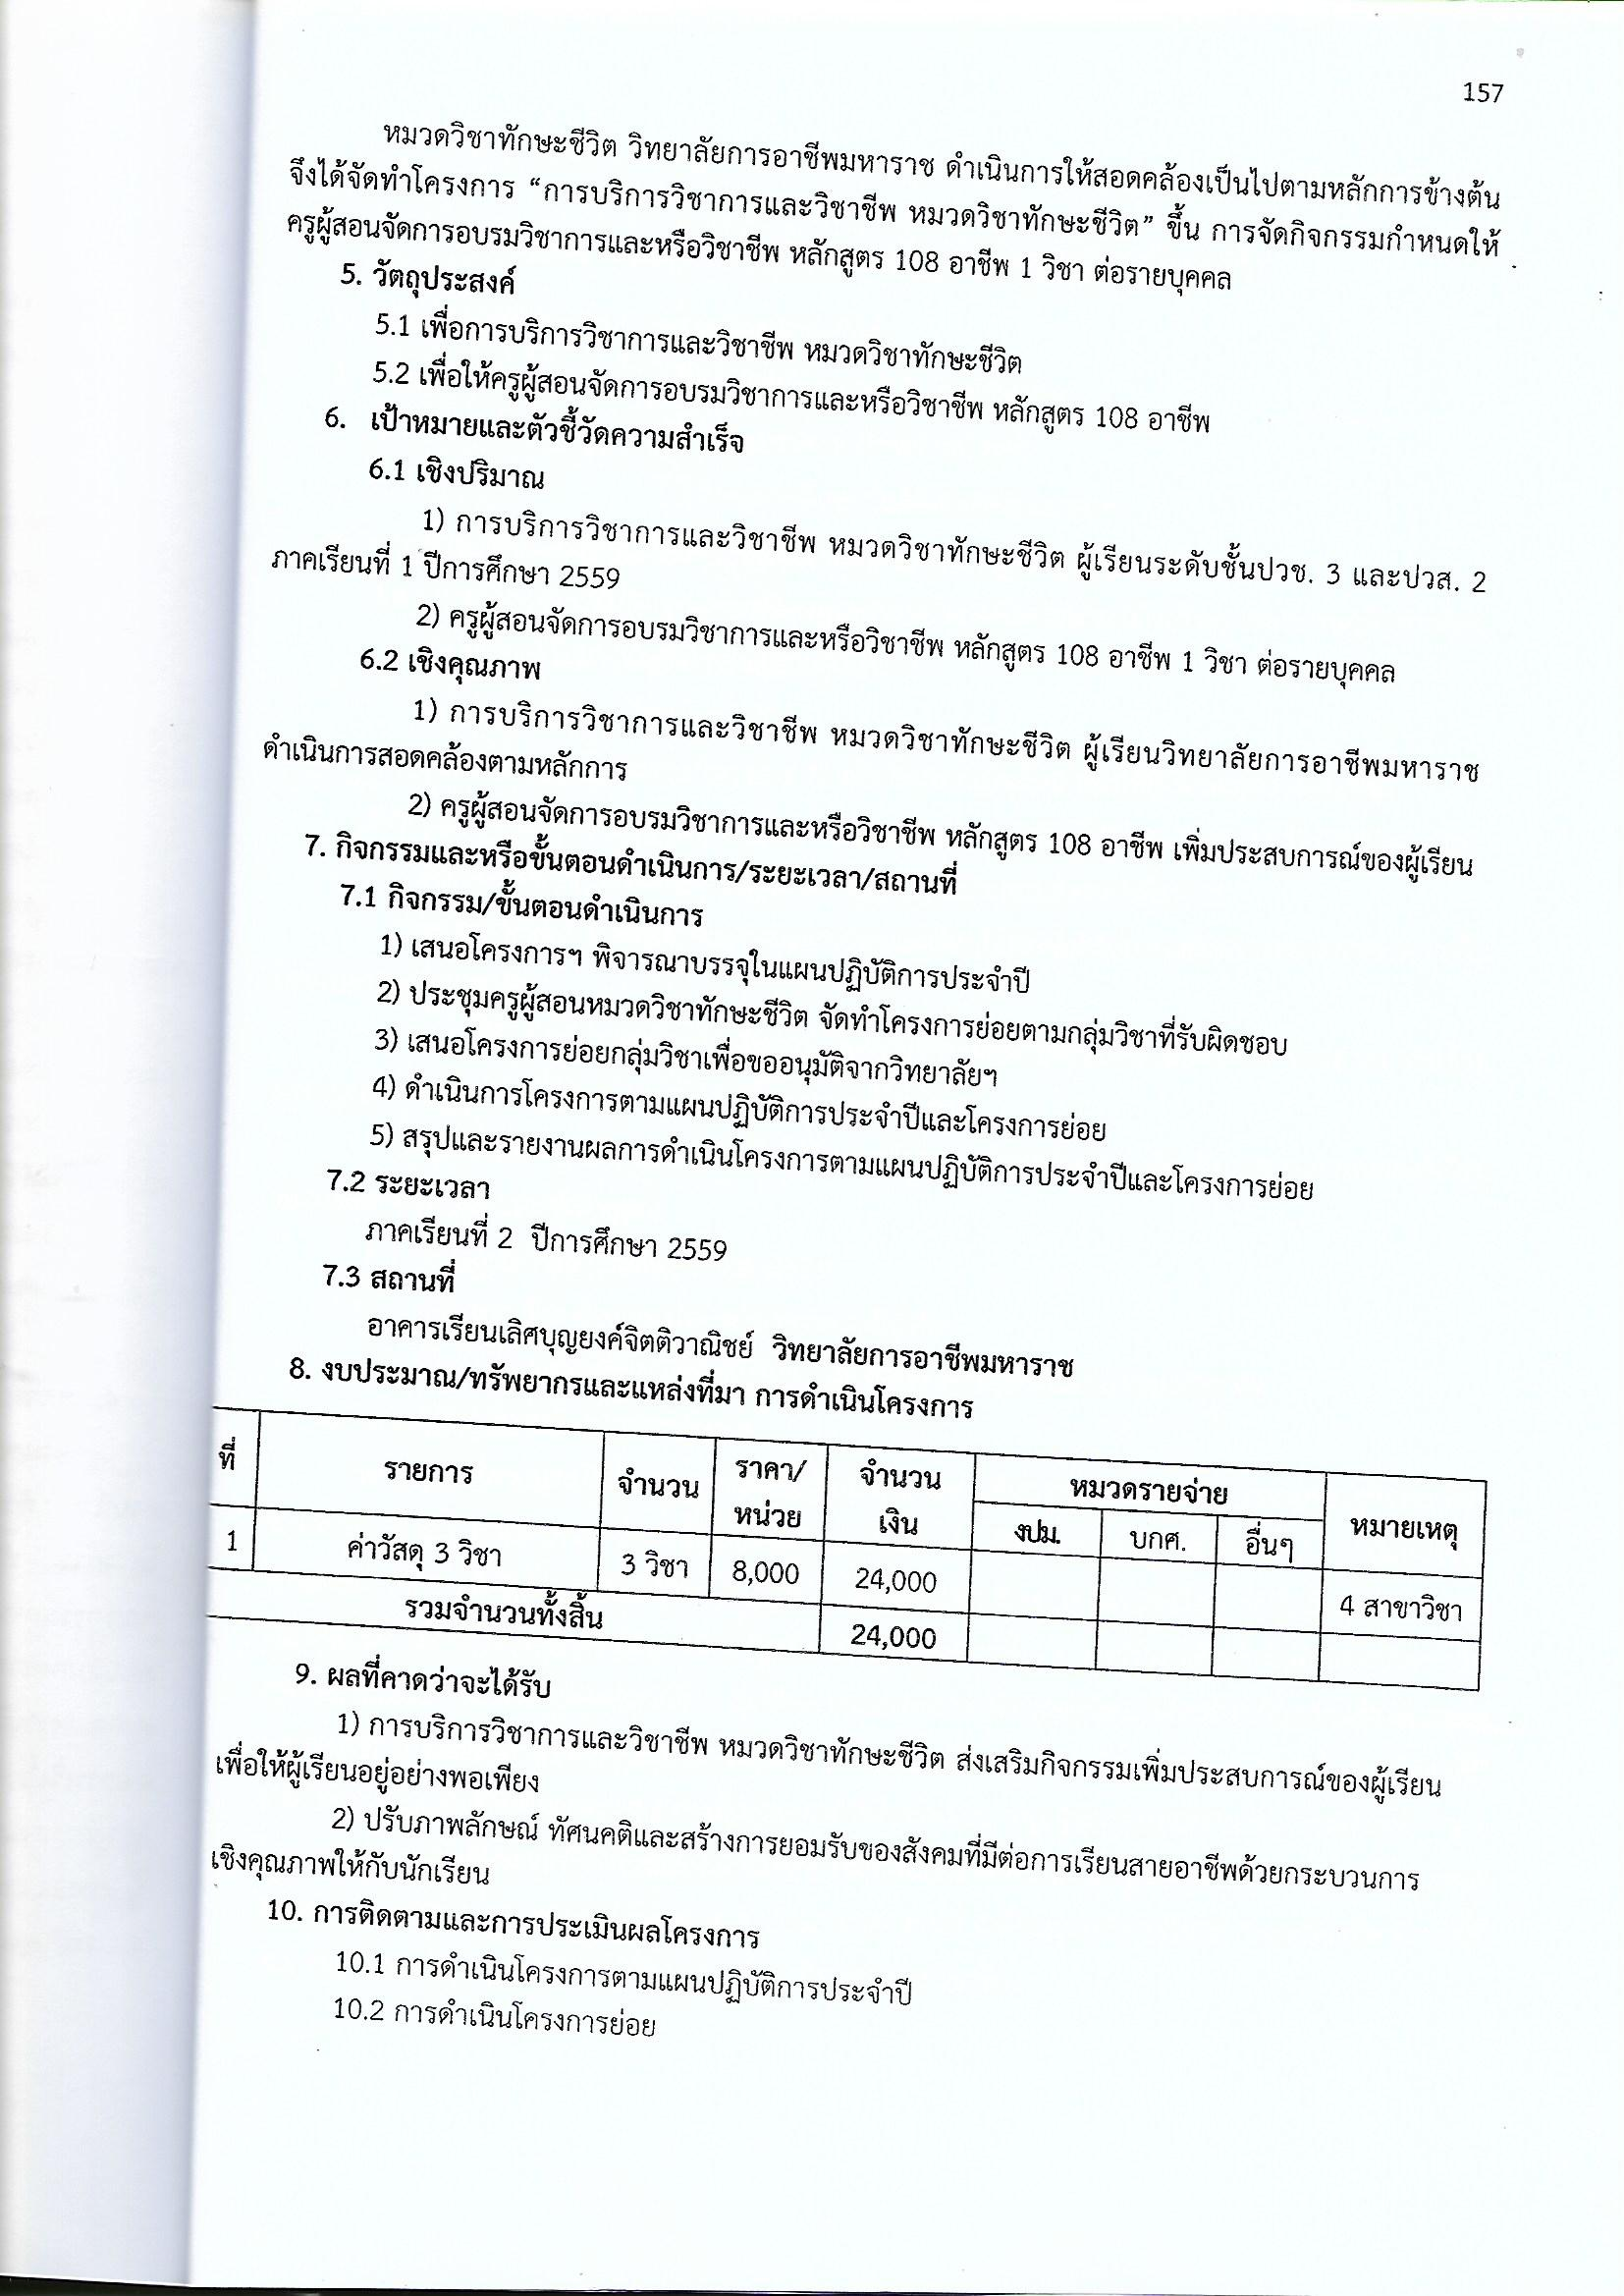 157
หมวดวิชาทักษะชีวิต วิทยาลัยการอาชีพมหาราช ดำเนินการให้สอดคล้องเป็นไปตามหลักการข้างต้น
จึงได้จัดทำโครงการ “การบริการวิชาการและวิชาชีพ หมวดวิชาทักษะชีวิต” ขึ้น การจัดกิจกรรมกำหนดให้
ครูผู้สอนจัดการอบรมวิชาการและหรือวิชาชีพ หลักสูตร 108 อาชีพ 1 วิชา ต่อรายบุคคล
5. วัตถุประสงค์
5.1 เพื่อการบริการวิชาการและวิชาชีพ หมวดวิชาทักษะชีวิต
5.2 เพื่อให้ครูผู้สอนจัดการอบรมวิชาการและหรือวิชาชีพ หลักสูตร 108 อาชีพ
6. เป้าหมายและตัวชี้วัดความสำเร็จ
6.1 เชิงปริมาณ
1) การบริการวิชาการและวิชาชีพ หมวดวิชาทักษะชีวิต ผู้เรียนระดับชั้นปวช. 3 และปวส. 2
ภาคเรียนที่ 1 ปีการศึกษา 2559
2) ครูผู้สอนจัดการอบรมวิชาการและหรือวิชาชีพ หลักสูตร 108 อาชีพ 1 วิชา ต่อรายบุคคล
6.2 เชิงคุณภาพ
1) การบริการวิชาการและวิชาชีพ หมวดวิชาทักษะชีวิต ผู้เรียนวิทยาลัยการอาชีพมหาราช
ดำเนินการสอดคล้องตามหลักการ
2) ครูผู้สอนจัดการอบรมวิชาการและหรือวิชาชีพ หลักสูตร 108 อาชีพ เพิ่มประสบการณ์ของผู้เรียน
7. กิจกรรมและหรือขั้นตอนดำเนินการ/ระยะเวลา/สถานที่
7.1 กิจกรรม/ขั้นตอนดำเนินการ
1) เสนอโครงการฯ พิจารณาบรรจุในแผนปฏิบัติการประจำปี
2) ประชุมครูผู้สอนหมวดวิชาทักษะชีวิต จัดทำโครงการย่อยตามกลุ่มวิชาที่รับผิดชอบ
3) เสนอโครงการย่อยกลุ่มวิชาเพื่อขออนุมัติจากวิทยาลัยฯ
4) ดำเนินการโครงการตามแผนปฏิบัติการประจำปีและโครงการย่อย
5) สรุปและรายงานผลการดำเนินโครงการตามแผนปฏิบัติการประจำปีและโครงการย่อย
7.2 ระยะเวลา
ภาคเรียนที่ 2 ปีการศึกษา 2559
7.3 สถานที่
อาคารเรียนเลิศบุญยงค์จิตติวาณิชย์ วิทยาลัยการอาชีพมหาราช
8. งบประมาณ/ทรัพยากรและแหล่งที่มา การดำเนินโครงการ
ที่ รายการ จำนวน ราคา/หน่วย จำนวนเงิน หมวดรายจ่าย หมายเหตุ
งปม. บกศ. อื่นๆ
1 ค่าวัสดุ 3 วิชา 3 วิชา 8,000 24,000 4 สาขาวิชา
รวมจำนวนทั้งสิ้น 24,000
9. ผลที่คาดว่าจะได้รับ
1) การบริการวิชาการและวิชาชีพ หมวดวิชาทักษะชีวิต ส่งเสริมกิจกรรมเพิ่มประสบการณ์ของผู้เรียน
เพื่อให้ผู้เรียนอยู่อย่างพอเพียง
2) ปรับภาพลักษณ์ ทัศนคติและสร้างการยอมรับของสังคมที่มีต่อการเรียนสายอาชีพด้วยกระบวนการ
เชิงคุณภาพให้กับนักเรียน
10. การติดตามและการประเมินผลโครงการ
10.1 การดำเนินโครงการตามแผนปฏิบัติการประจำปี
10.2 การดำเนินโครงการย่อย